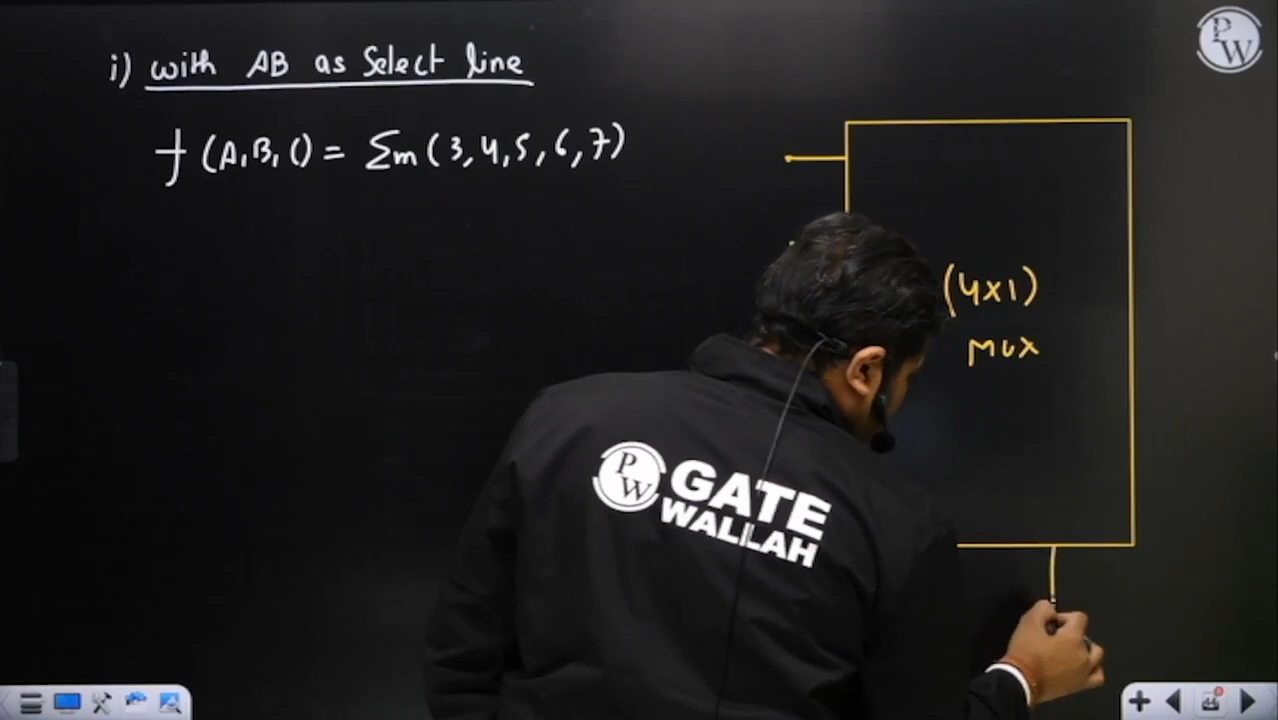 i) with AB as Select line
f (A, B, C) = Σm (3, 4, 5, 6, 7)
(4x1)
MUX
PW
GATE
WALLAH
PW